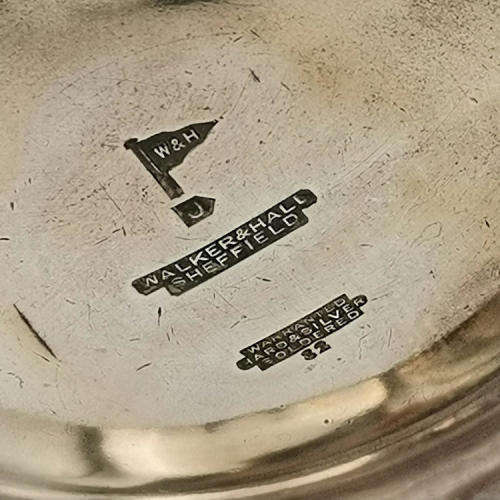 W&H
J
WALKER&HALL
SHEFFIELD
WARRANTED
HARD&SILVER
SOLDERED
32